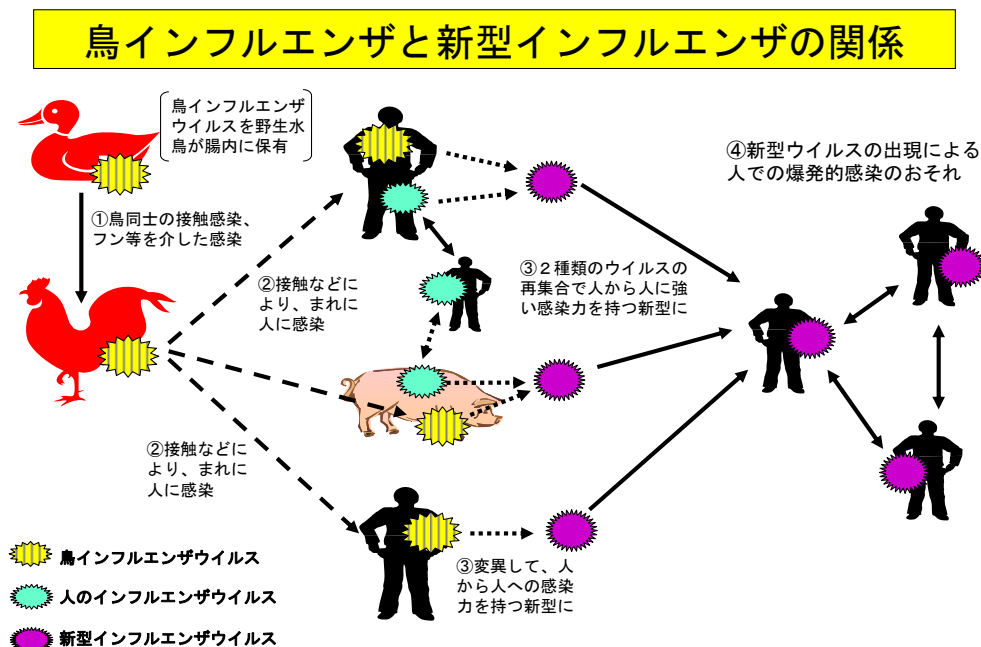 鳥インフルエンザと新型インフルエンザの関係
鳥インフルエンザ
ウイルスを野生水
鳥が腸内に保有
①鳥同士の接触感染、
フン等を介した感染
②接触などに
より、まれに
人に感染
③２種類のウイルスの
再集合で人から人に強
い感染力を持つ新型に
④新型ウイルスの出現による
人での爆発的感染のおそれ
②接触などに
より、まれに
人に感染
③変異して、人
から人への感染
力を持つ新型に
鳥インフルエンザウイルス
人のインフルエンザウイルス
新型インフルエンザウイルス